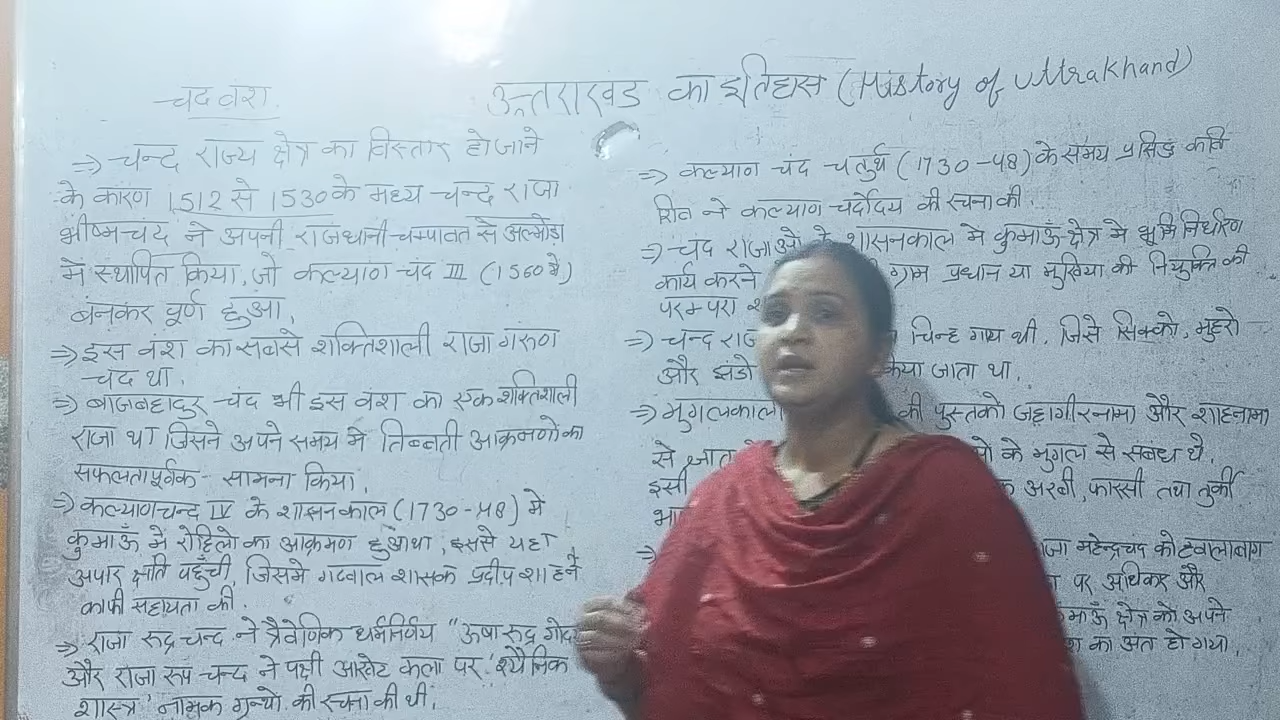 चंद वंश
उत्तराखंड का इतिहास (History of Uttrakhand)
⇒ चन्द राज्य क्षेत्र का विस्तार हो जाने
के कारण 1512 से 1530 के मध्य चन्द राजा
भीष्मचंद ने अपनी राजधानी चम्पावत से अल्मोड़ा
मे स्थापित किया, जो कल्याण चंद III (1560 मे)
बनकर पूर्ण हुआ,
⇒ इस वंश का सबसे शक्तिशाली राजा गरुण
चंद था,
⇒ बाजबहादुर चंद भी इस वंश का एक शक्तिशाली
राजा था जिसने अपने समय मे तिब्बती आक्रमणो का
सफलतापूर्वक सामना किया,
⇒ कल्याणचन्द IV के शासनकाल (1730-48) मे
कुमाऊँ मे रोहिलो का आक्रमण हुआ था, इससे यहा
अपार क्षति पहुँची, जिसमे गढवाल शासक प्रदीप शाह ने
काफी सहायता की.
⇒ राजा रुद्र चन्द ने त्रैवेणिक धर्मनिर्णय "ऊषा रुद्र गोद
और राजा रूप चन्द ने पक्षी आखेट कला पर 'श्यैनिक
शास्त्र' नामक ग्रन्थो की रचना की थी,
⇒ कल्याण चंद चतुर्थ (1730-48) के समय प्रसिद्ध कवि
शिव ने कल्याण चंद्रोदय की रचना की.
⇒ चंद राजाओ के शासनकाल मे कुमाऊँ क्षेत्र मे भूमि निर्धारण
कार्य करने ग्राम प्रधान या मुखिया की नियुक्ति की
परम्परा
⇒ चन्द राज चिन्ह गाय थी, जिसे सिक्को, मुहरो
और झंडो किया जाता था,
⇒ मुगलकाली की पुस्तको जहागीरनामा और शाहनामा
से ज्ञात के मुगल से संबंध थे,
इसी अरबी, फारसी तथा तुर्की
⇒ राजा महेन्द्रचंद को हवालाबाग
पर अधिकर और
कुमाऊँ क्षेत्र को अपने
का अंत हो गया,